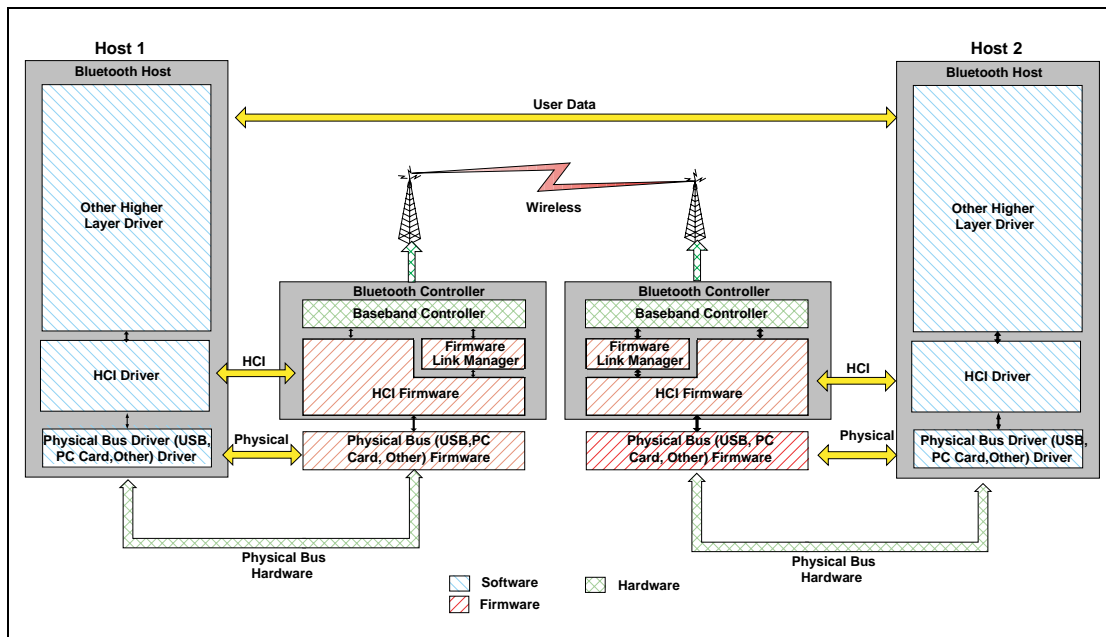 Host 1
Host 2
Bluetooth Host
Bluetooth Host
User Data
Other Higher
Layer Driver
Wireless
Other Higher
Layer Driver
Bluetooth Controller
Baseband Controller
Firmware
Link Manager
HCI Firmware
Bluetooth Controller
Baseband Controller
Firmware
Link Manager
HCI Firmware
HCI Driver
HCI
HCI
HCI Driver
Physical Bus Driver (USB,
PC Card,Other) Driver
Physical
Physical Bus (USB,PC
Card, Other) Firmware
Physical Bus (USB, PC
Card, Other) Firmware
Physical
Physical Bus Driver (USB,
PC Card,Other) Driver
Physical Bus
Hardware
Physical Bus
Hardware
Software
Hardware
Firmware